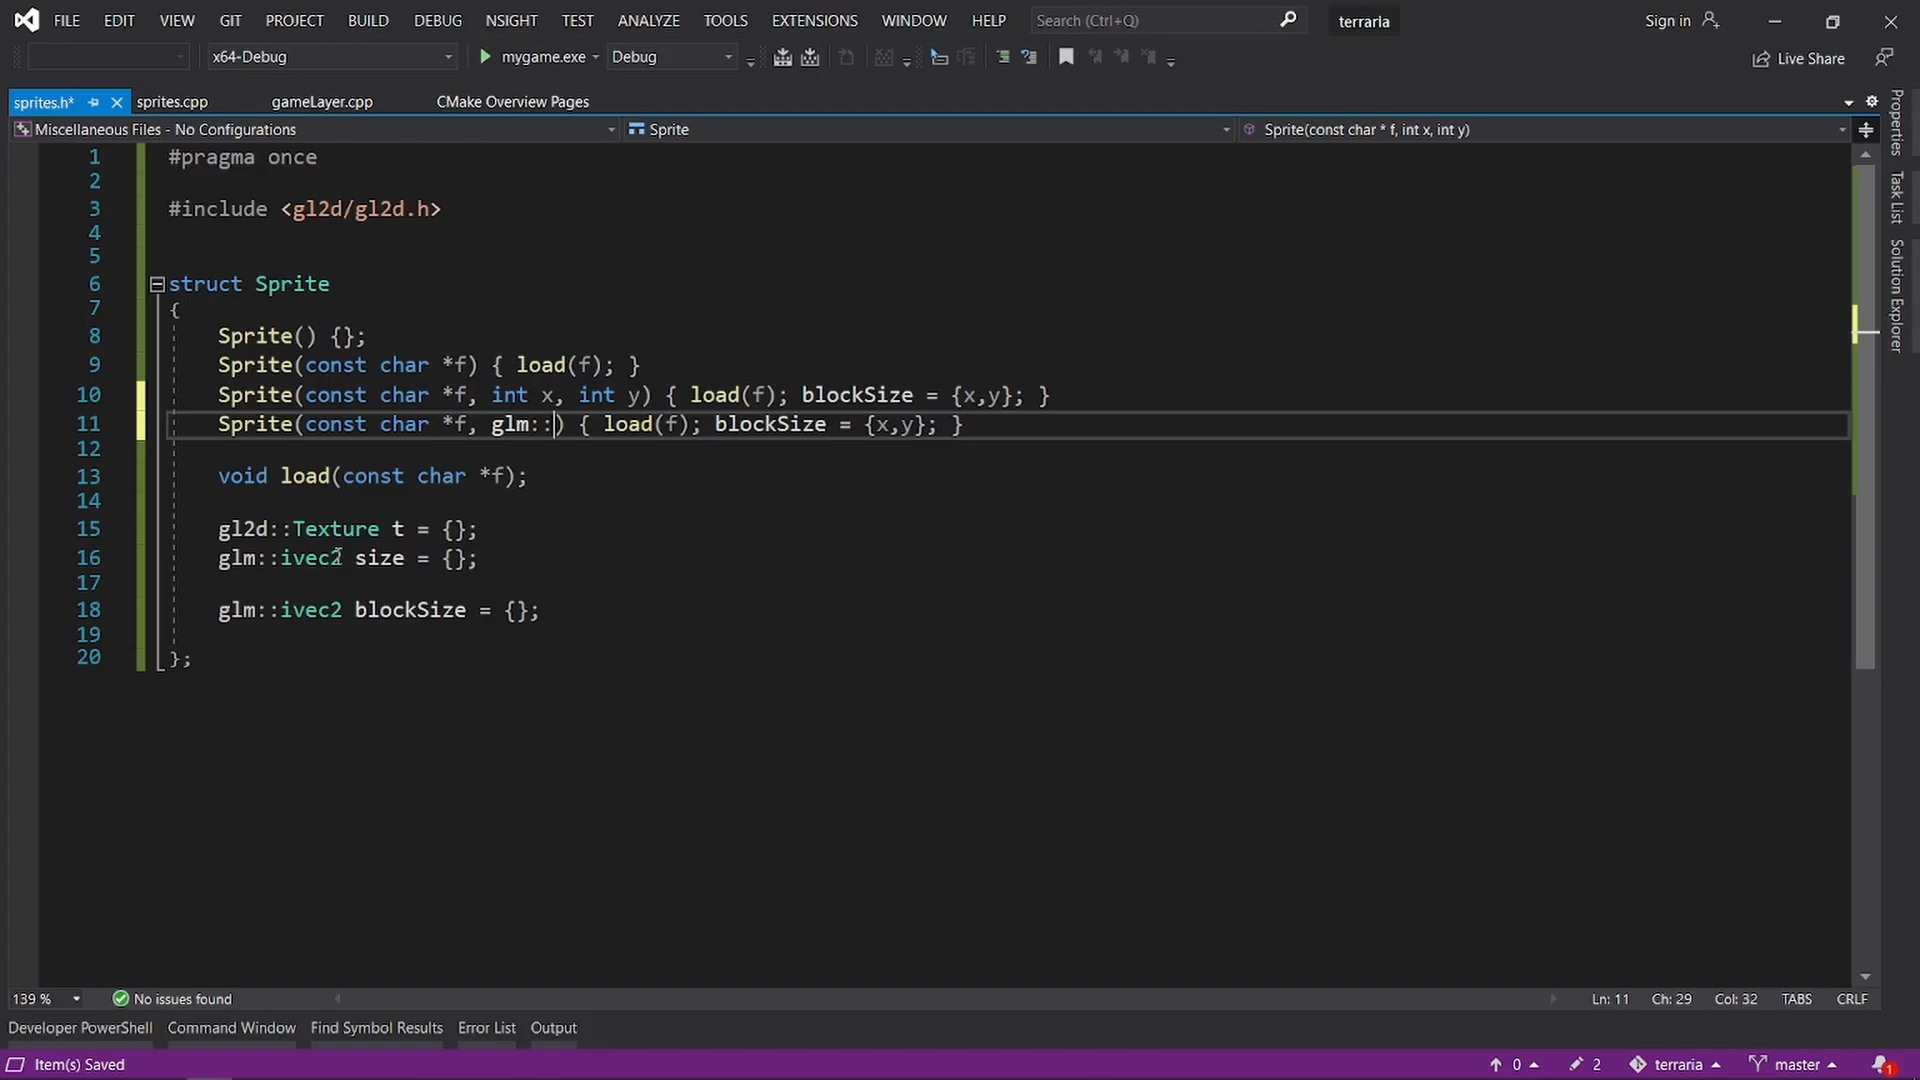 FILE EDIT VIEW GIT PROJECT BUILD DEBUG NSIGHT TEST ANALYZE TOOLS EXTENSIONS WINDOW HELP Search (Ctrl+Q) terraria Sign in
x64-Debug mygame.exe Debug Live Share
sprites.h* sprites.cpp gameLayer.cpp CMake Overview Pages
Miscellaneous Files - No Configurations Sprite Sprite(const char * f, int x, int y)
1 #pragma once
2
3 #include <gl2d/gl2d.h>
4
5
6 struct Sprite
7 {
8 Sprite() {};
9 Sprite(const char *f) { load(f); }
10 Sprite(const char *f, int x, int y) { load(f); blockSize = {x,y}; }
11 Sprite(const char *f, glm::) { load(f); blockSize = {x,y}; }
12
13 void load(const char *f);
14
15 gl2d::Texture t = {};
16 glm::ivec2 size = {};
17
18 glm::ivec2 blockSize = {};
19
20 };
Properties
Task List
Solution Explorer
139 % No issues found Ln: 11 Ch: 29 Col: 32 TABS CRLF
Developer PowerShell Command Window Find Symbol Results Error List Output
Item(s) Saved 0 2 terraria master 1